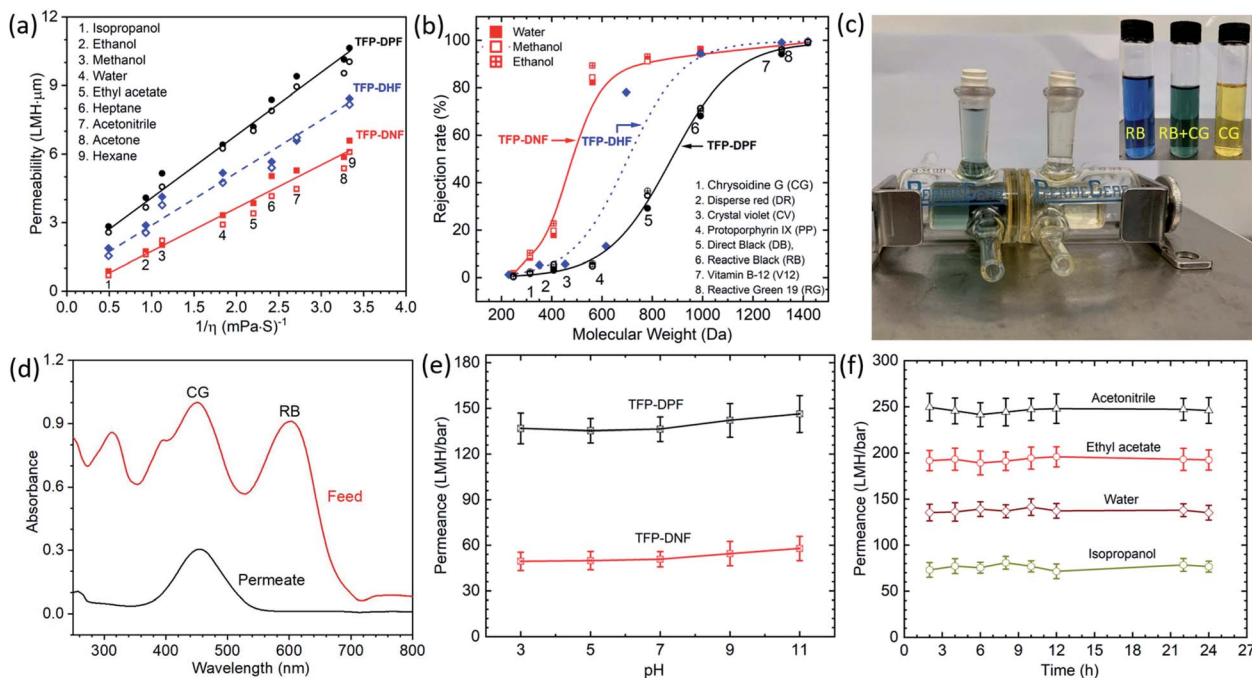 (a)
1. Isopropanol
2 Ethanol
3 Methanol
4 Water
5 Ethyl acetate
6 Heptane
7 Acetonitrile
8 Acetone
9 Hexane
TFP-DPF
TFP-DHF
TFP-DNF
1
2
3
4
5
6
7
8
9
Permeability (LMH·μm)
12
10
8
6
4
2
0
0.0
0.5
1.0
1.5
2.0
2.5
3.0
3.5
4.0
1/η (mPa·S)⁻¹
(b)
Water
Methanol
Ethanol
TFP-DNF
TFP-DHF
TFP-DPF
1
2
3
4
5
6
7
8
1. Chrysoidine G (CG)
2 Disperse red (DR)
3 Crystal violet (CV)
4 Protoporphyrin IX (PP)
5 Direct Black (DB),
6 Reactive Black (RB)
7 Vitamin B-12 (V12)
8 Reactive Green 19 (RG)
Rejection rate (%)
100
80
60
40
20
0
200
400
600
800
1000
1200
1400
Molecular Weight (Da)
(c)
RB
RB+CG
CG
PERMEGEAR
PERMEGEAR
(d)
CG
RB
Feed
Permeate
Absorbance
1.2
0.9
0.6
0.3
0.0
300
400
500
600
700
800
Wavelength (nm)
(e)
TFP-DPF
TFP-DNF
Permeance (LMH/bar)
180
150
120
90
60
30
0
3
5
7
9
11
pH
(f)
Acetonitrile
Ethyl acetate
Water
Isopropanol
Permeance (LMH/bar)
300
250
200
150
100
50
0
0
3
6
9
12
15
18
21
24
27
Time (h)